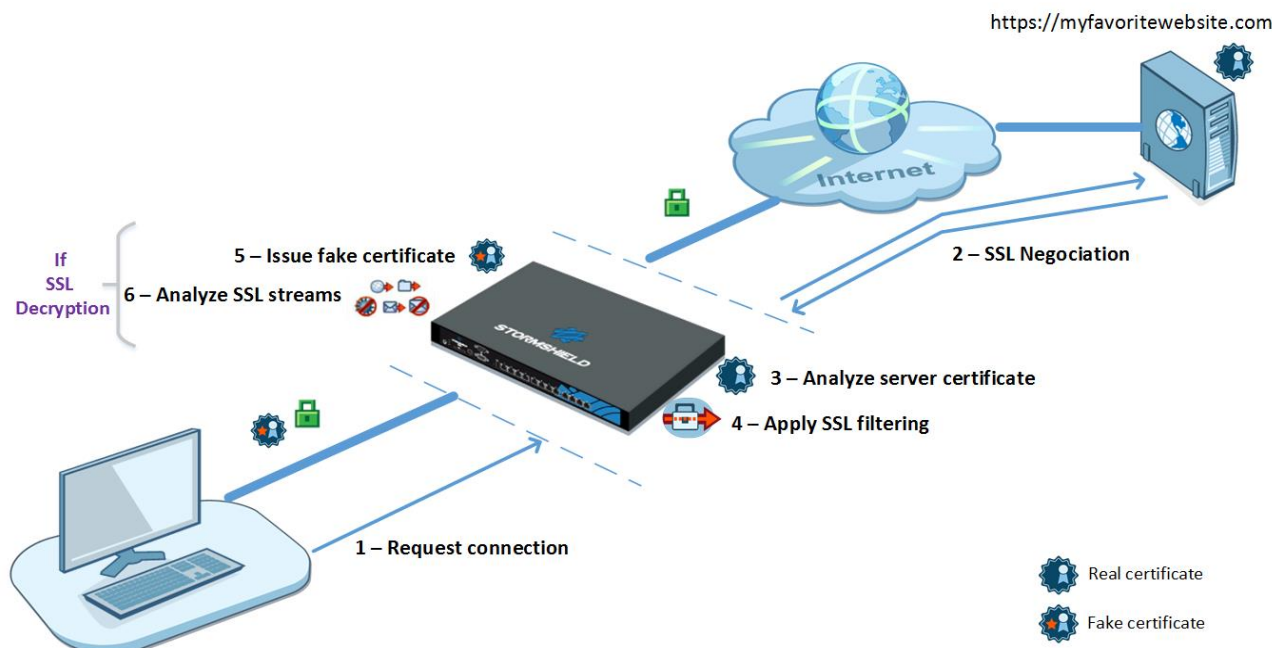 https://myfavoritewebsite.com
Internet
2 – SSL Negociation
5 – Issue fake certificate
If
SSL
Decryption
6 – Analyze SSL streams
STORMSHIELD
3 – Analyze server certificate
4 – Apply SSL filtering
1 – Request connection
Real certificate
Fake certificate